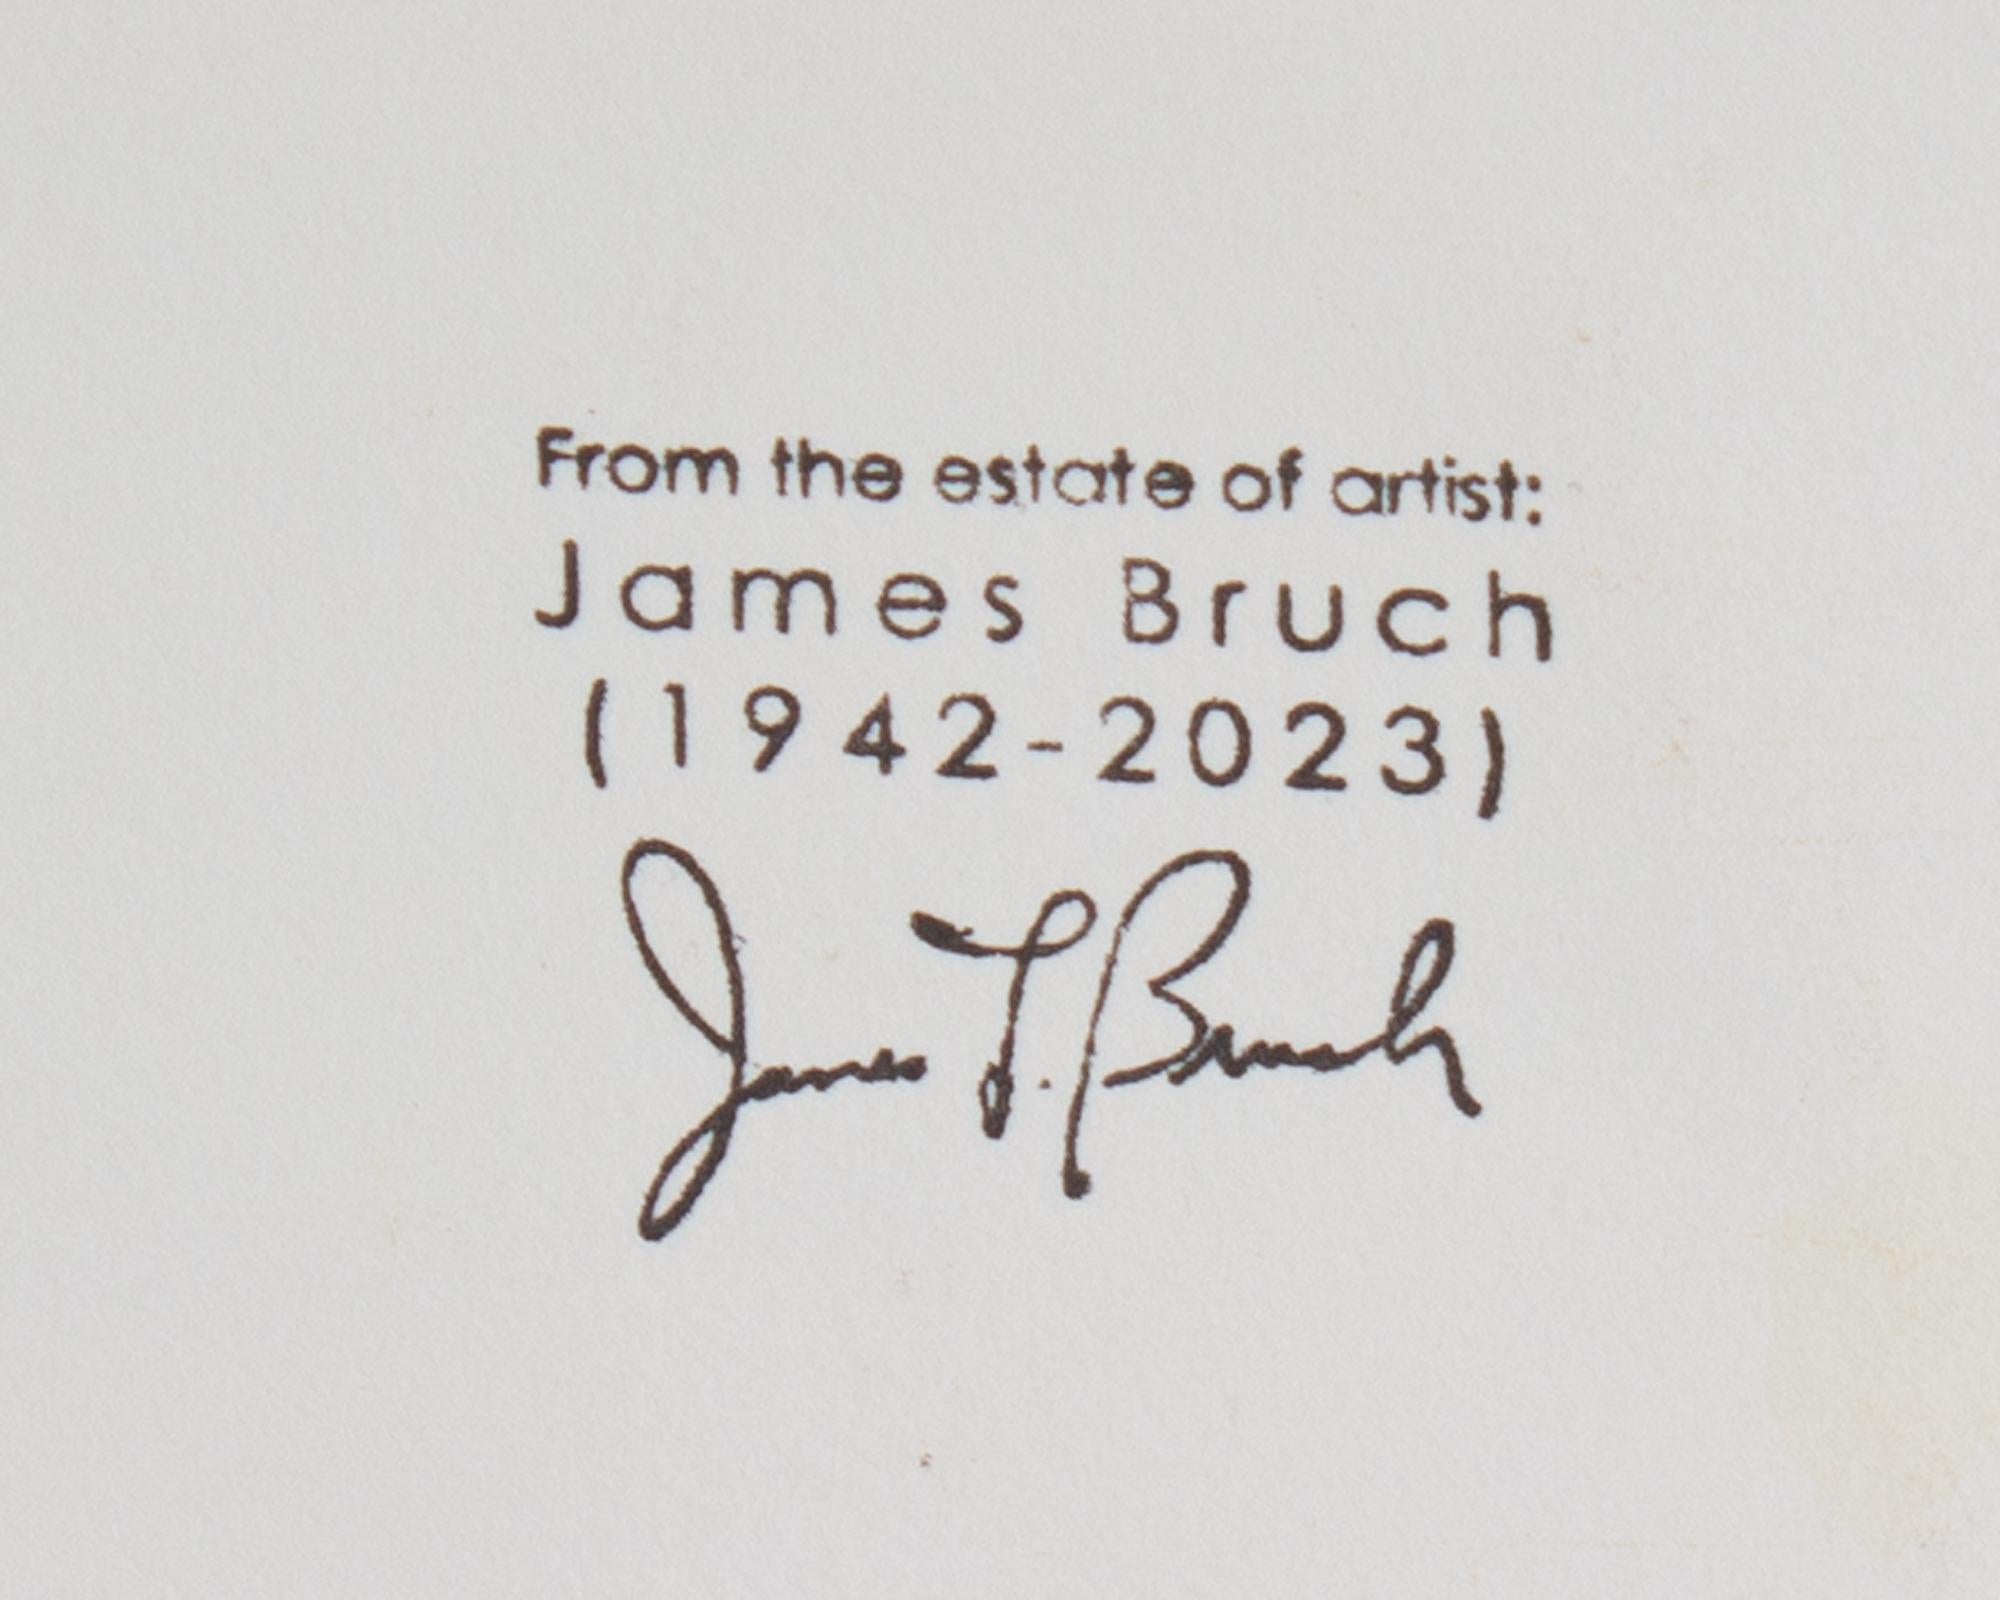 From the estate of artist:
James Bruch
(1942-2023)
James T. Bruch